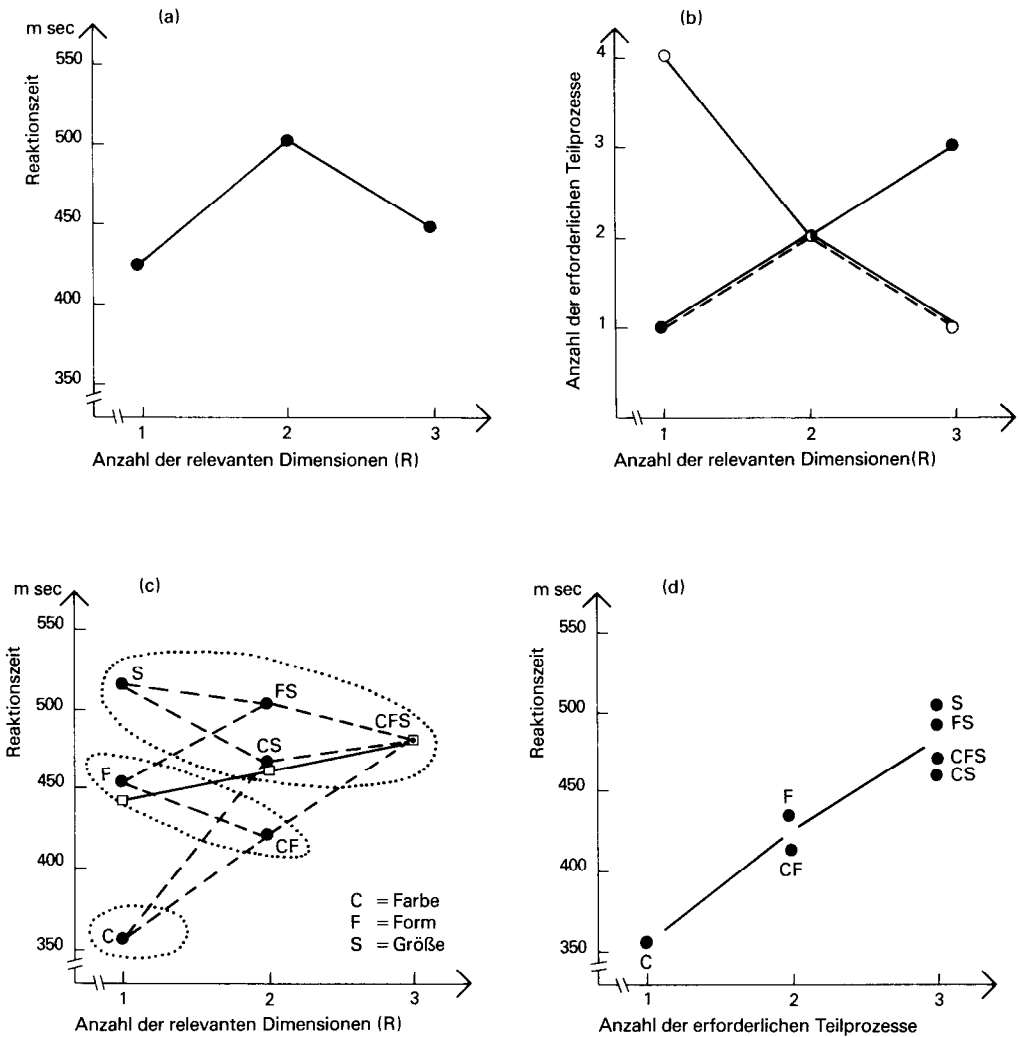 (a)
m sec
550
500
450
400
350
Reaktionszeit
1 2 3
Anzahl der relevanten Dimensionen (R)
(b)
4
3
2
1
Anzahl der erforderlichen Teilprozesse
1 2 3
Anzahl der relevanten Dimensionen(R)
(c)
m sec
550
500
450
400
350
Reaktionszeit
S
FS
CFS
CS
F
CF
C
C = Farbe
F = Form
S = Größe
1 2 3
Anzahl der relevanten Dimensionen (R)
(d)
m sec
550
500
450
400
350
Reaktionszeit
S
FS
CFS
CS
F
CF
C
1 2 3
Anzahl der erforderlichen Teilprozesse